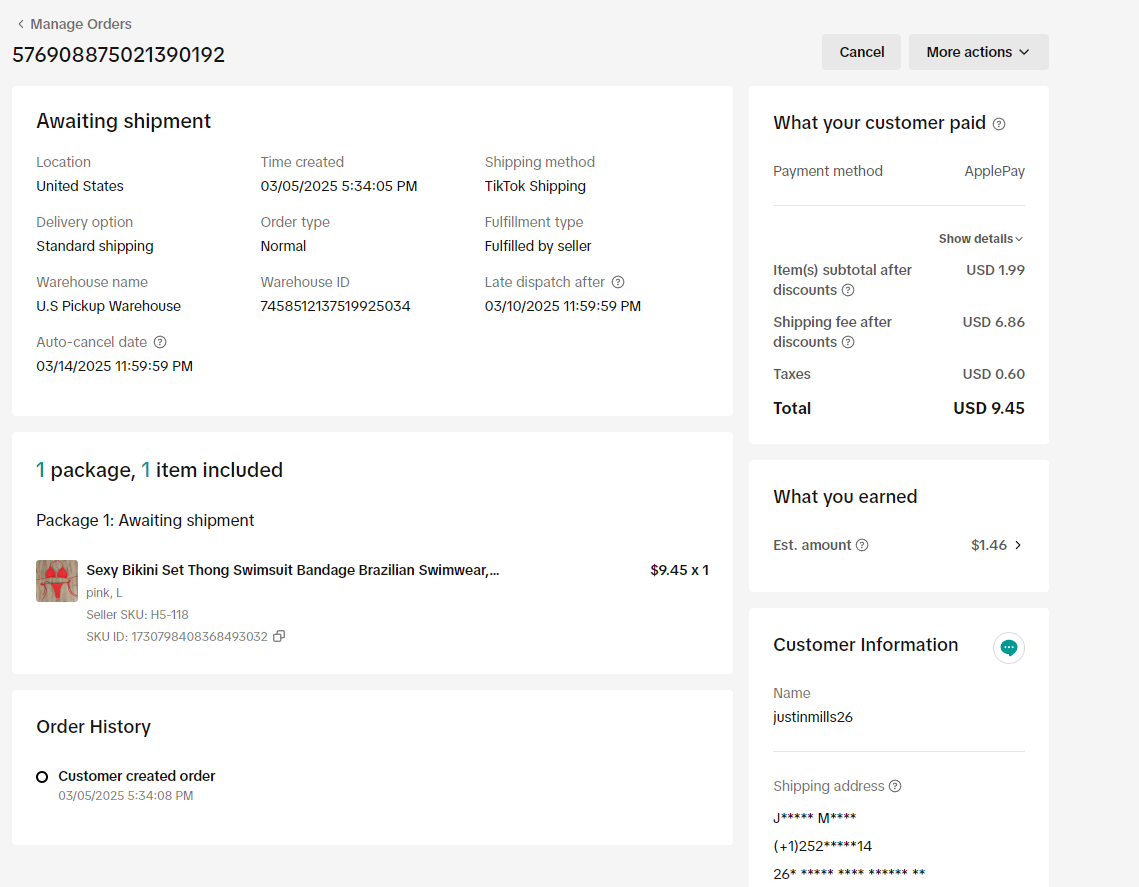 Manage Orders
576908875021390192
Cancel
More actions
Awaiting shipment
Location
United States
Time created
03/05/2025 5:34:05 PM
Shipping method
TikTok Shipping
Delivery option
Standard shipping
Order type
Normal
Fulfillment type
Fulfilled by seller
Warehouse name
U.S Pickup Warehouse
Warehouse ID
7458512137519925034
Late dispatch after
03/10/2025 11:59:59 PM
Auto-cancel date
03/14/2025 11:59:59 PM
1 package, 1 item included
Package 1: Awaiting shipment
Sexy Bikini Set Thong Swimsuit Bandage Brazilian Swimwear,...
$9.45 x 1
pink, L
Seller SKU: H5-118
SKU ID: 1730798408368493032
Order History
Customer created order
03/05/2025 5:34:08 PM
What your customer paid
Payment method
ApplePay
Show details
Item(s) subtotal after discounts
USD 1.99
Shipping fee after discounts
USD 6.86
Taxes
USD 0.60
Total
USD 9.45
What you earned
Est. amount
$1.46
Customer Information
Name
justinmills26
Shipping address
J***** M****
(+1)252*****14
26* ***** **** ****** **